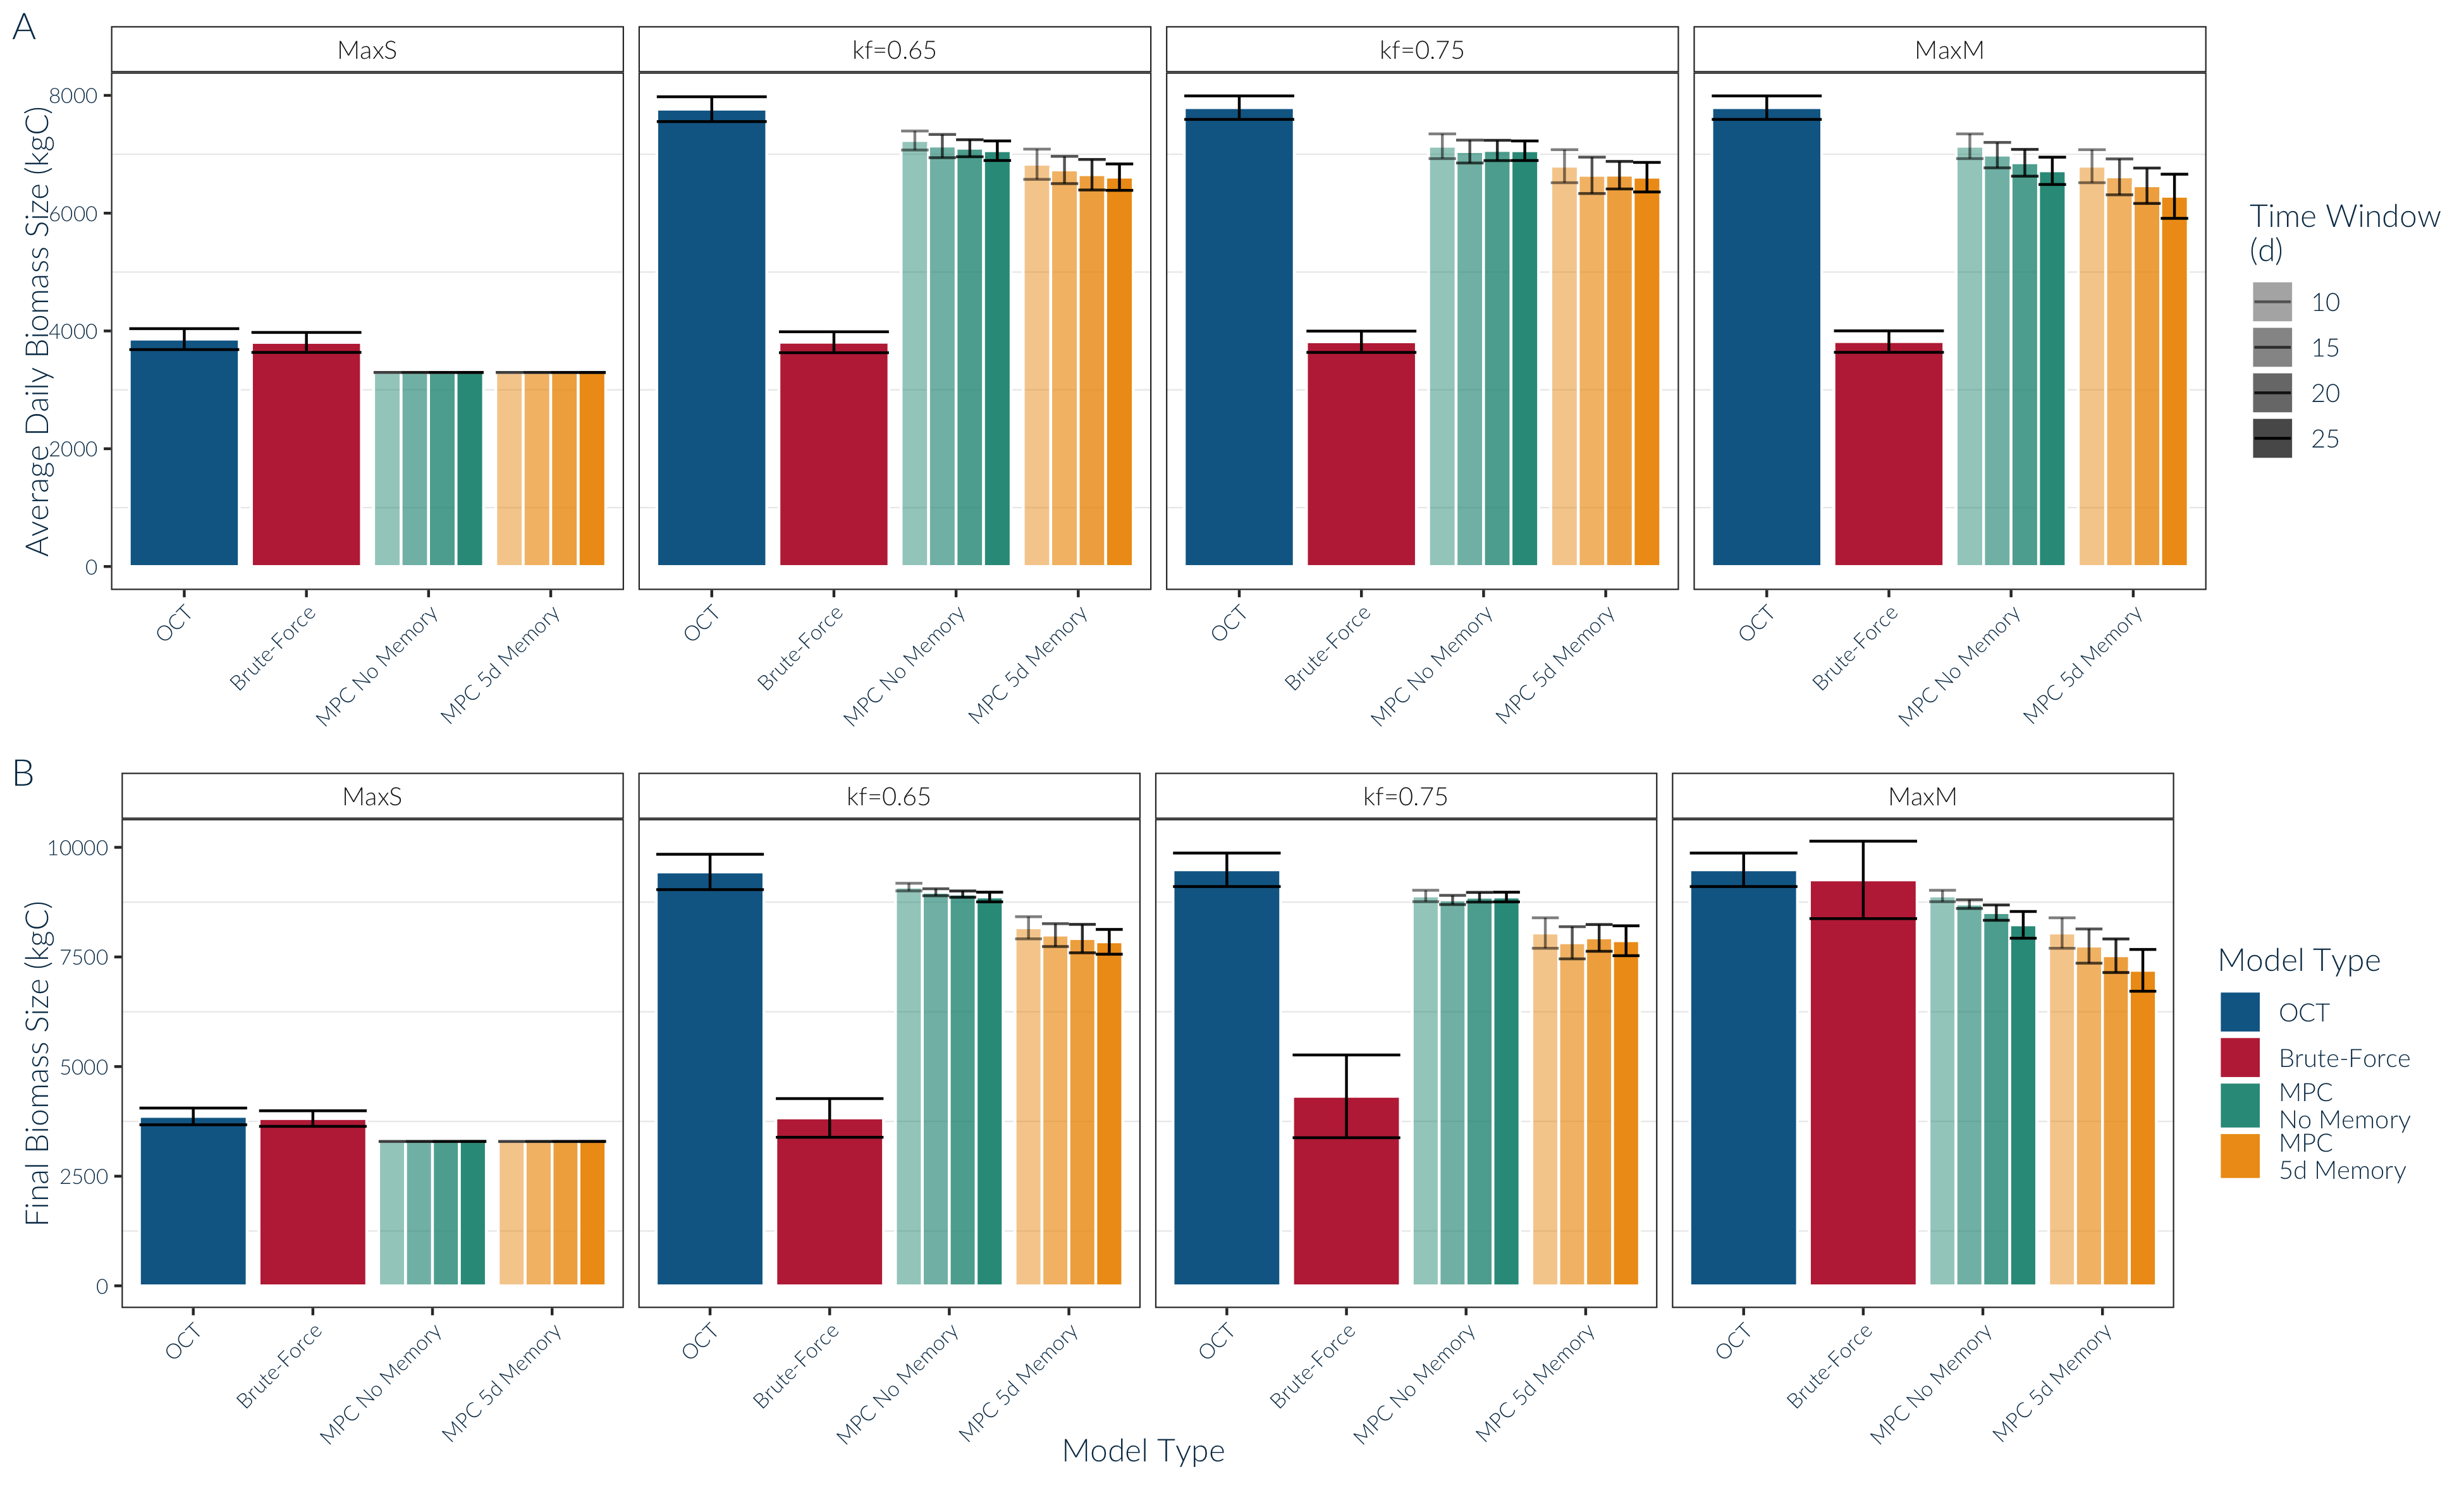 A
MaxS
kf=0.65
kf=0.75
MaxM
Average Daily Biomass Size (kgC)
8000
6000
4000
2000
0
OCT
Brute-Force
MPC No Memory
MPC 5d Memory
OCT
Brute-Force
MPC No Memory
MPC 5d Memory
OCT
Brute-Force
MPC No Memory
MPC 5d Memory
OCT
Brute-Force
MPC No Memory
MPC 5d Memory
Time Window
(d)
10
15
20
25
B
MaxS
kf=0.65
kf=0.75
MaxM
Final Biomass Size (kgC)
10000
7500
5000
2500
0
OCT
Brute-Force
MPC No Memory
MPC 5d Memory
OCT
Brute-Force
MPC No Memory
MPC 5d Memory
OCT
Brute-Force
MPC No Memory
MPC 5d Memory
OCT
Brute-Force
MPC No Memory
MPC 5d Memory
Model Type
Model Type
OCT
Brute-Force
MPC
No Memory
MPC
5d Memory